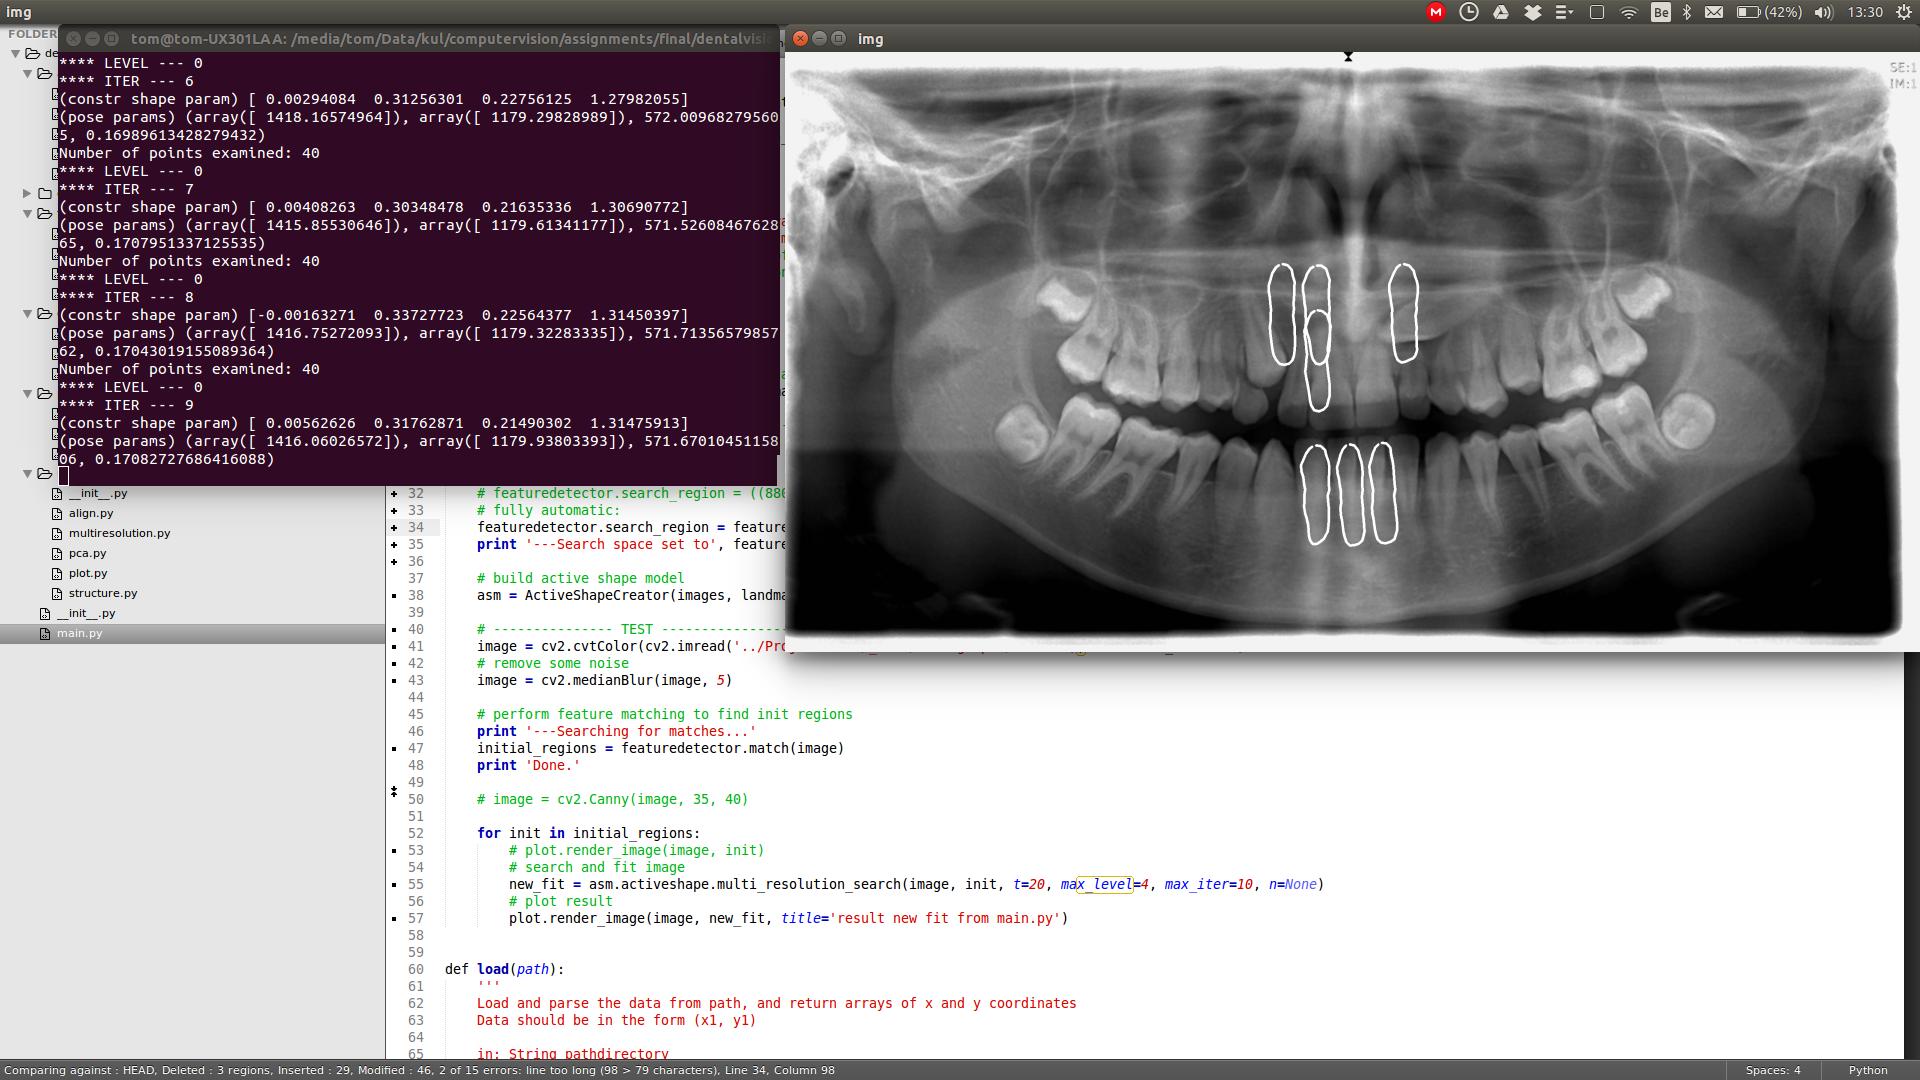 img
Be
(42%)
13:30
FOLDERS
tom@tom-UX301LAA: /media/tom/Data/kul/computervision/assignments/final/dentalvisi
img
**** LEVEL --- 0
**** ITER --- 6
(constr shape param) [ 0.00294084  0.31256301  0.22756125  1.27982055]
(pose params) (array([ 1418.16574964]), array([ 1179.29828989]), 572.00968279560
5, 0.16989613428279432)
Number of points examined: 40
**** LEVEL --- 0
**** ITER --- 7
(constr shape param) [ 0.00408263  0.30348478  0.21635336  1.30690772]
(pose params) (array([ 1415.85530646]), array([ 1179.61341177]), 571.52608467628
65, 0.1707951337125535)
Number of points examined: 40
**** LEVEL --- 0
**** ITER --- 8
(constr shape param) [-0.00163271  0.33727723  0.22564377  1.31450397]
(pose params) (array([ 1416.75272093]), array([ 1179.32283335]), 571.71356579857
62, 0.17043019155089364)
Number of points examined: 40
**** LEVEL --- 0
**** ITER --- 9
(constr shape param) [ 0.00562626  0.31762871  0.21490302  1.31475913]
(pose params) (array([ 1416.06026572]), array([ 1179.93803393]), 571.67010451158
06, 0.17082727686416088)
SE:1
IM:1
de
__init__.py
align.py
multiresolution.py
pca.py
plot.py
structure.py
__init__.py
main.py
32 # featuredetector.search_region = ((880
33 # fully automatic:
34 featuredetector.search_region = feature
35 print '---Search space set to', feature
36
37 # build active shape model
38 asm = ActiveShapeCreator(images, landma
39
40 # --------------- TEST ----------------
41 image = cv2.cvtColor(cv2.imread('../Pro
42 # remove some noise
43 image = cv2.medianBlur(image, 5)
44
45 # perform feature matching to find init regions
46 print '---Searching for matches...'
47 initial_regions = featuredetector.match(image)
48 print 'Done.'
49
50 # image = cv2.Canny(image, 35, 40)
51
52 for init in initial_regions:
53 # plot.render_image(image, init)
54 # search and fit image
55 new_fit = asm.activeshape.multi_resolution_search(image, init, t=20, max_level=4, max_iter=10, n=None)
56 # plot result
57 plot.render_image(image, new_fit, title='result new fit from main.py')
58
59
60 def load(path):
61 '''
62 Load and parse the data from path, and return arrays of x and y coordinates
63 Data should be in the form (x1, y1)
64
65 in: String pathdirectory
Comparing against : HEAD, Deleted : 3 regions, Inserted : 29, Modified : 46, 2 of 15 errors: line too long (98 > 79 characters), Line 34, Column 98
Spaces: 4
Python